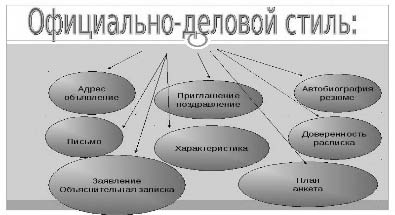 Официально-деловой стиль:
Адрес
объявление
Приглашение
поздравление
Автобиография
резюме
Письмо
Характеристика
Доверенность
расписка
Заявление
Объяснительная записка
План
анкета